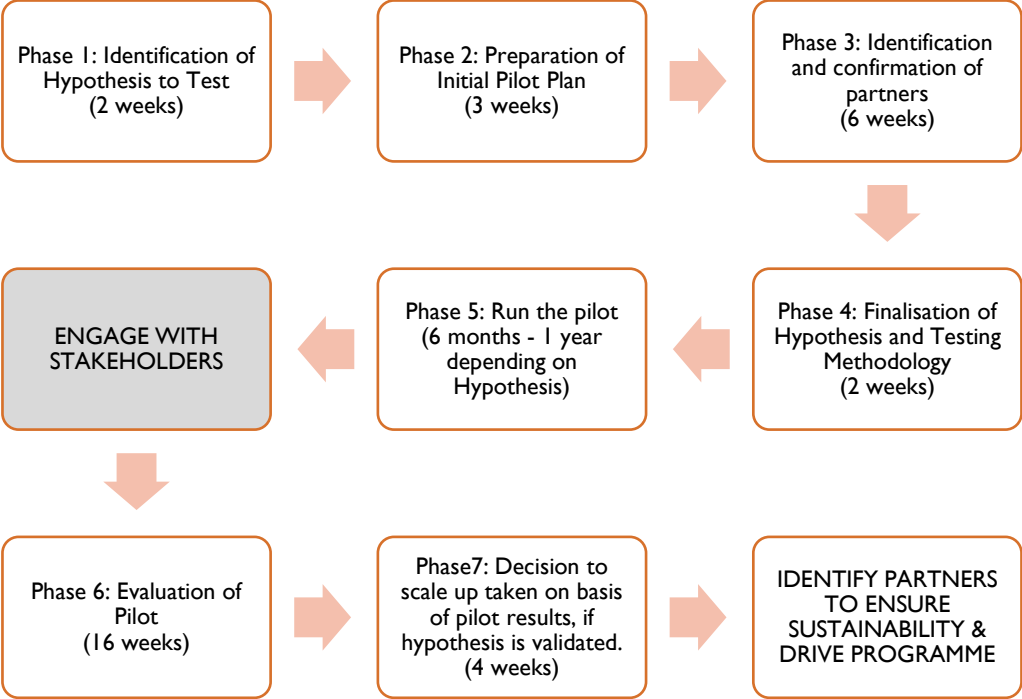 Phase 1: Identification of
Hypothesis to Test
(2 weeks)
Phase 2: Preparation of
Initial Pilot Plan
(3 weeks)
Phase 3: Identification
and confirmation of
partners
(6 weeks)
Phase 4: Finalisation of
Hypothesis and Testing
Methodology
(2 weeks)
Phase 5: Run the pilot
(6 months - 1 year
depending on
Hypothesis)
ENGAGE WITH
STAKEHOLDERS
Phase 6: Evaluation of
Pilot
(16 weeks)
Phase7: Decision to
scale up taken on basis
of pilot results, if
hypothesis is validated.
(4 weeks)
IDENTIFY PARTNERS
TO ENSURE
SUSTAINABILITY &
DRIVE PROGRAMME